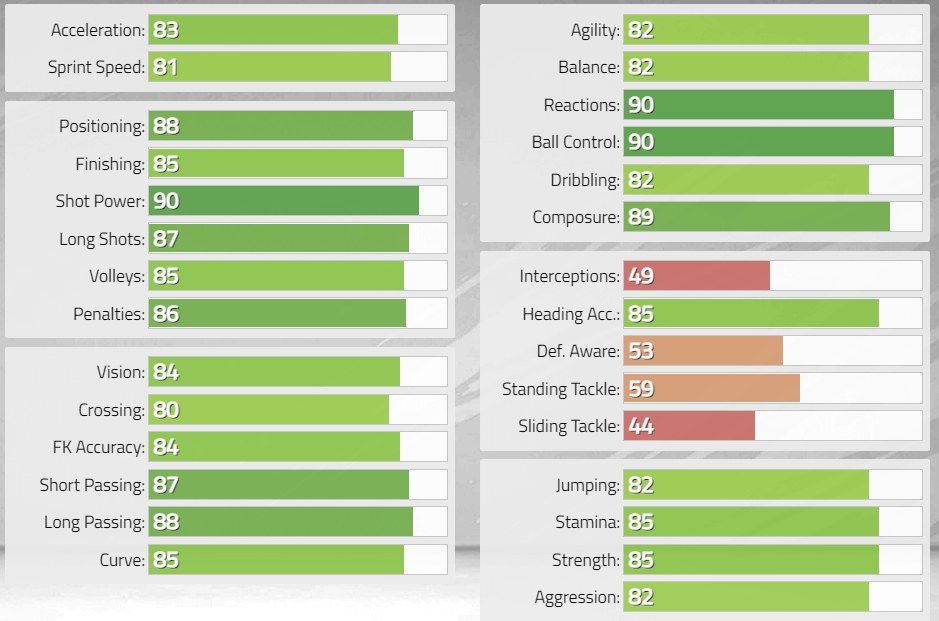 Acceleration: 83
Sprint Speed: 81
Positioning: 88
Finishing: 85
Shot Power: 90
Long Shots: 87
Volleys: 85
Penalties: 86
Vision: 84
Crossing: 80
FK Accuracy: 84
Short Passing: 87
Long Passing: 88
Curve: 85
Agility: 82
Balance: 82
Reactions: 90
Ball Control: 90
Dribbling: 82
Composure: 89
Interceptions: 49
Heading Acc.: 85
Def. Aware: 53
Standing Tackle: 59
Sliding Tackle: 44
Jumping: 82
Stamina: 85
Strength: 85
Aggression: 82